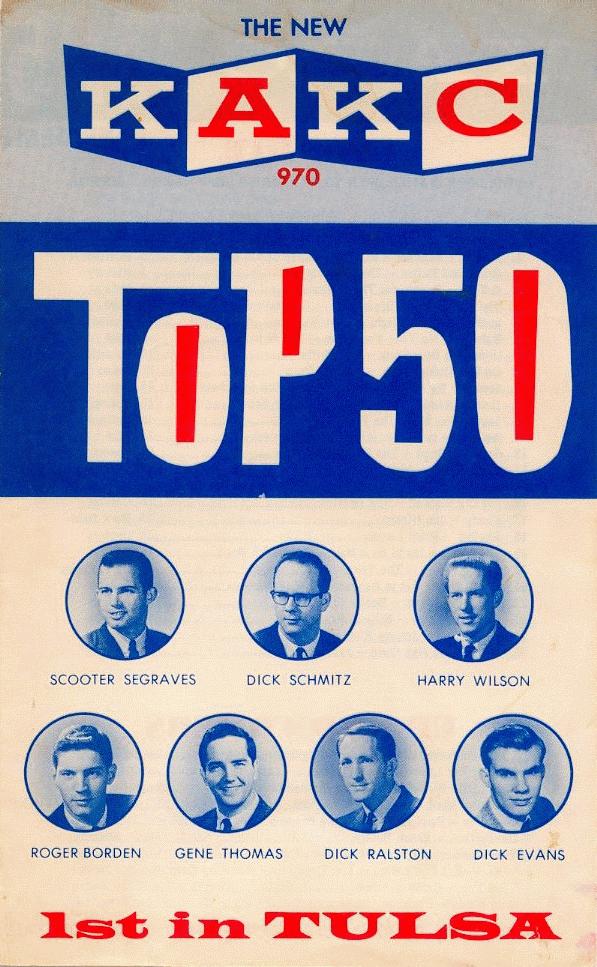 THE NEW
KAKC
970
TOP 50
SCOOTER SEGRAVES DICK SCHMITZ HARRY WILSON
ROGER BORDEN GENE THOMAS DICK RALSTON DICK EVANS
1st in TULSA